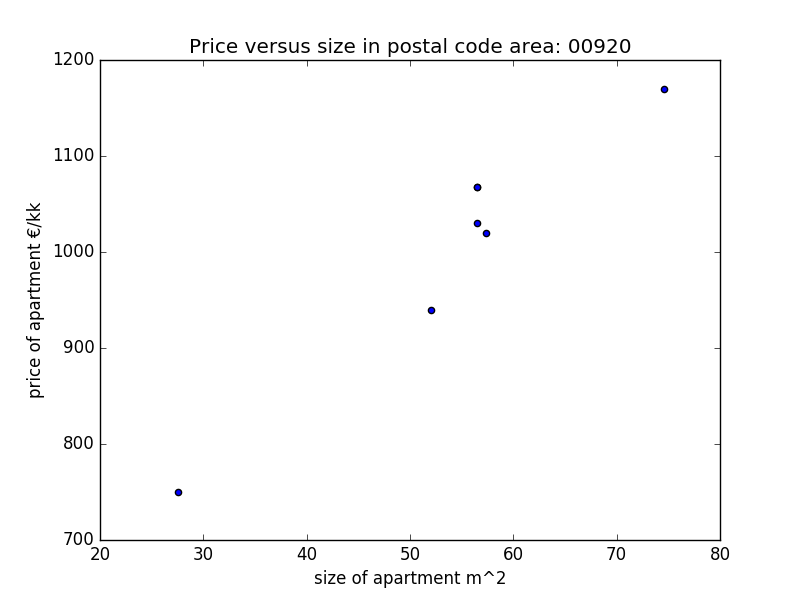 Price versus size in postal code area: 00920
1200
1100
1000
900
800
700
price of apartment €/kk
20 30 40 50 60 70 80
size of apartment m^2